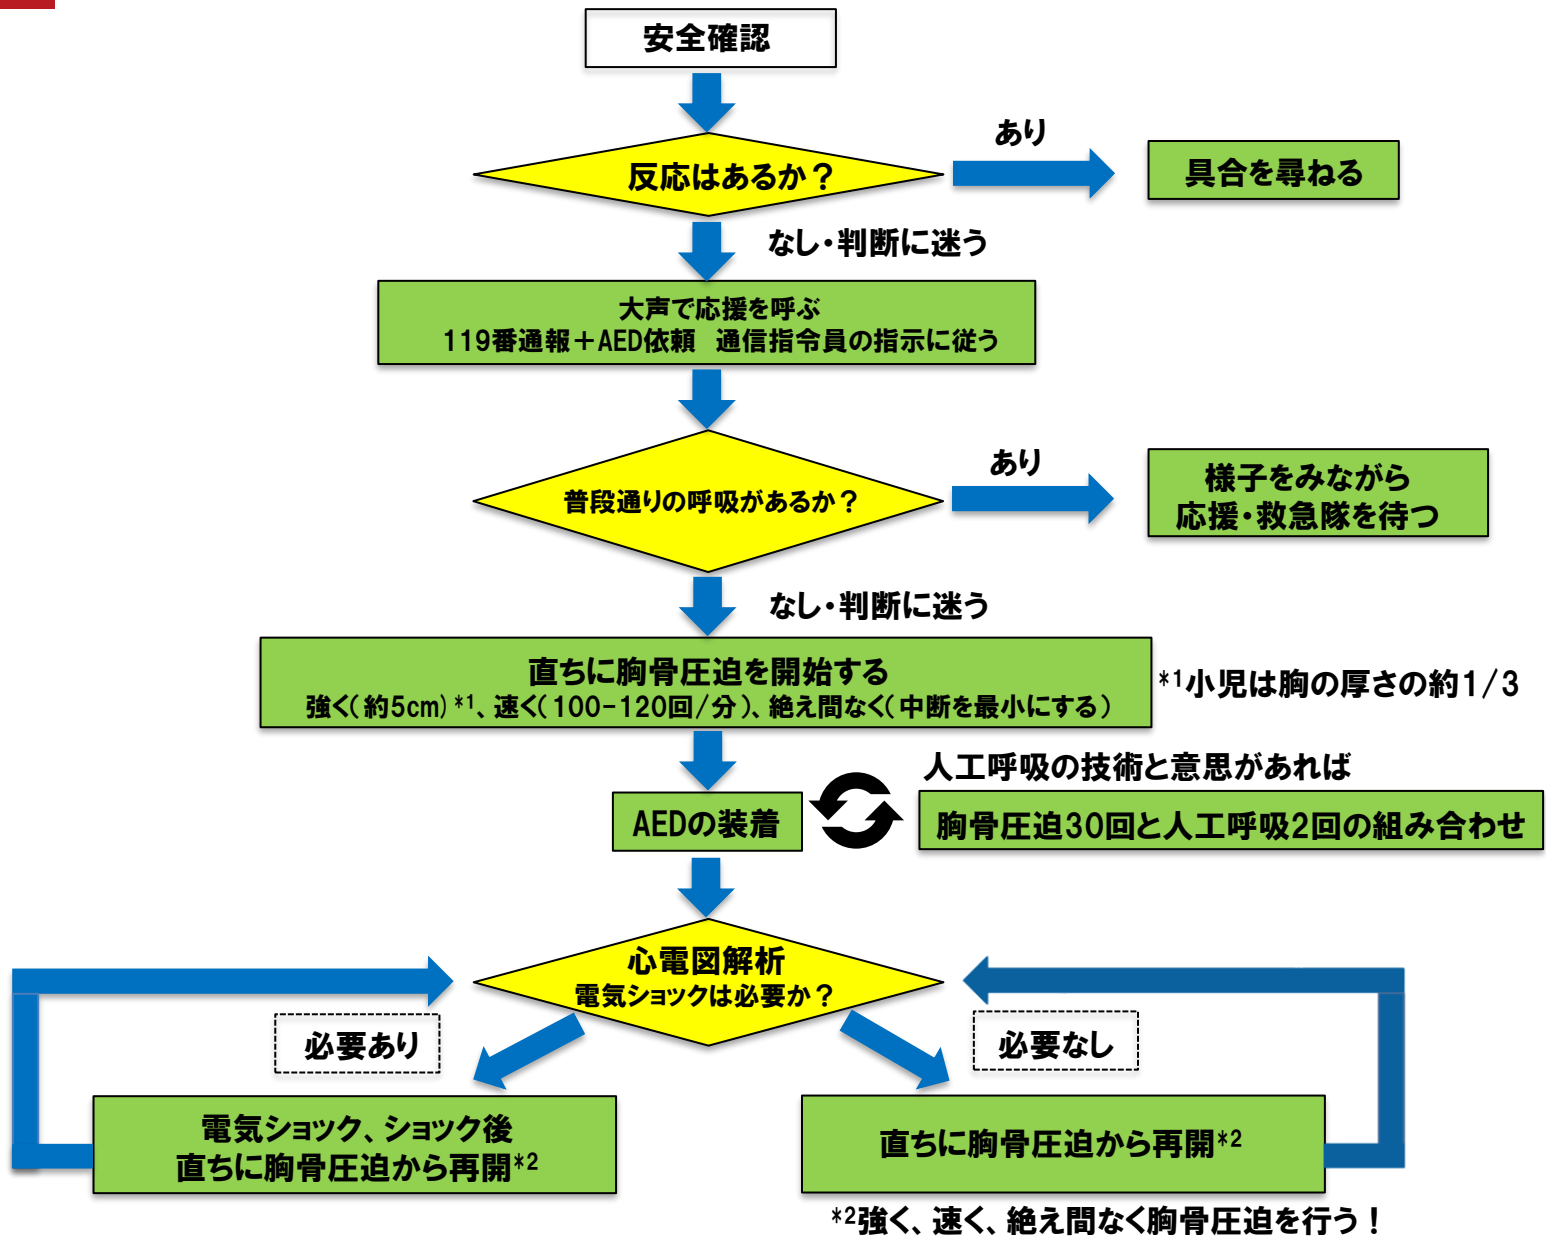 安全確認
反応はあるか？
あり
具合を尋ねる
なし・判断に迷う
大声で応援を呼ぶ
119番通報＋AED依頼　通信指令員の指示に従う
普段通りの呼吸があるか？
あり
様子をみながら
応援・救急隊を待つ
なし・判断に迷う
直ちに胸骨圧迫を開始する
強く(約5cm)*1、速く(100-120回/分)、絶え間なく(中断を最小にする)
*1小児は胸の厚さの約1/3
人工呼吸の技術と意思があれば
AEDの装着
胸骨圧迫30回と人工呼吸2回の組み合わせ
心電図解析
電気ショックは必要か？
必要あり
必要なし
電気ショック、ショック後
直ちに胸骨圧迫から再開*2
直ちに胸骨圧迫から再開*2
*2強く、速く、絶え間なく胸骨圧迫を行う！